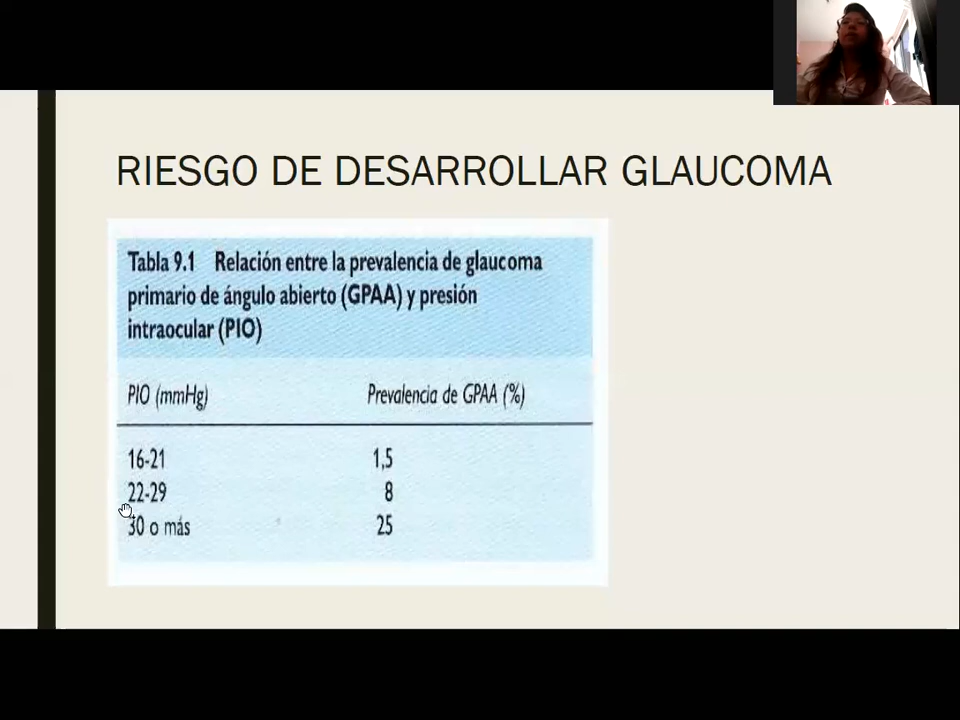 RIESGO DE DESARROLLAR GLAUCOMA
Tabla 9.1 Relación entre la prevalencia de glaucoma
primario de ángulo abierto (GPAA) y presión
intraocular (PIO)
PIO (mmHg) Prevalencia de GPAA (%)
16-21 1,5
22-29 8
30 o más 25